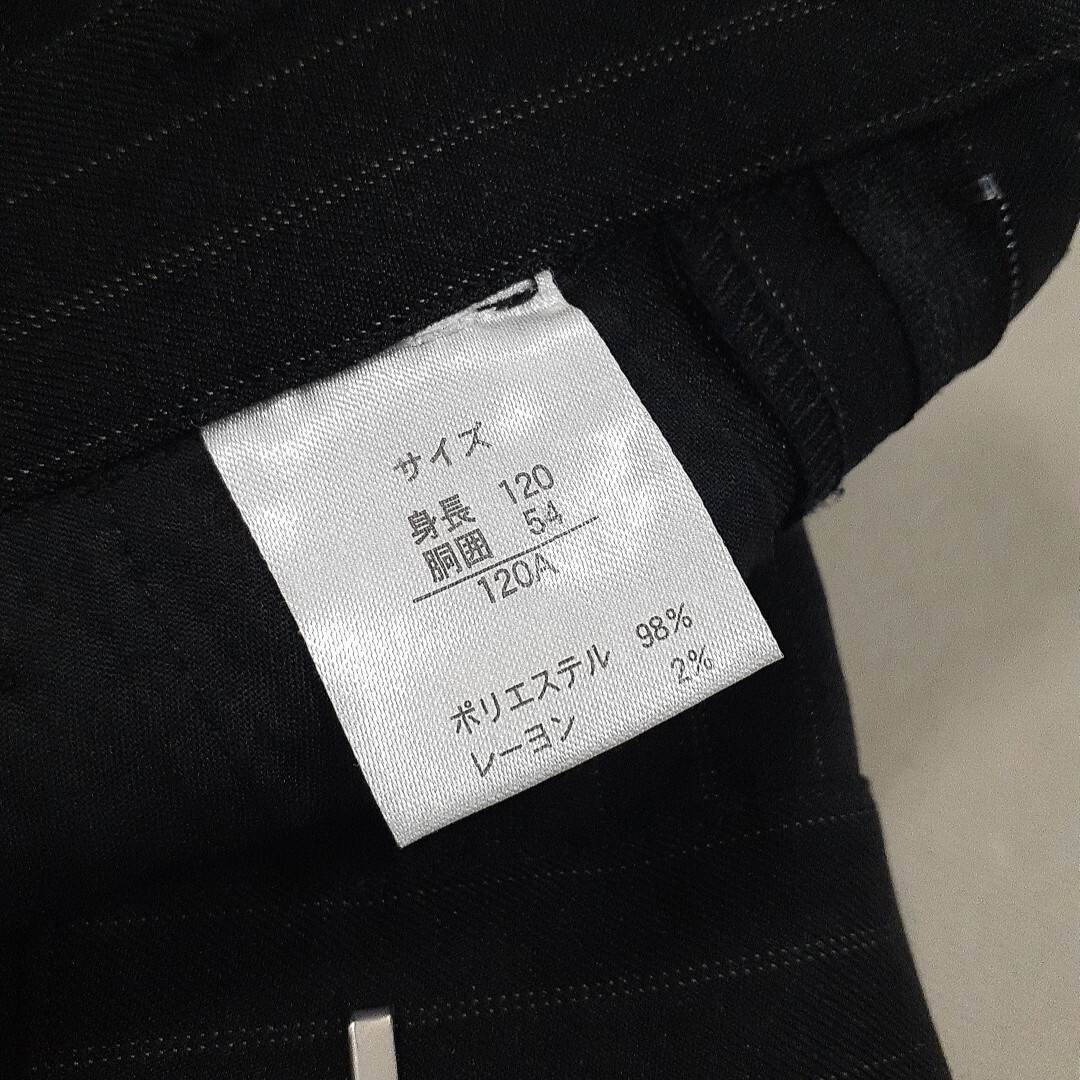 サイズ
身長 120
胴囲 54
120A
ポリエステル 98%
レーヨン 2%